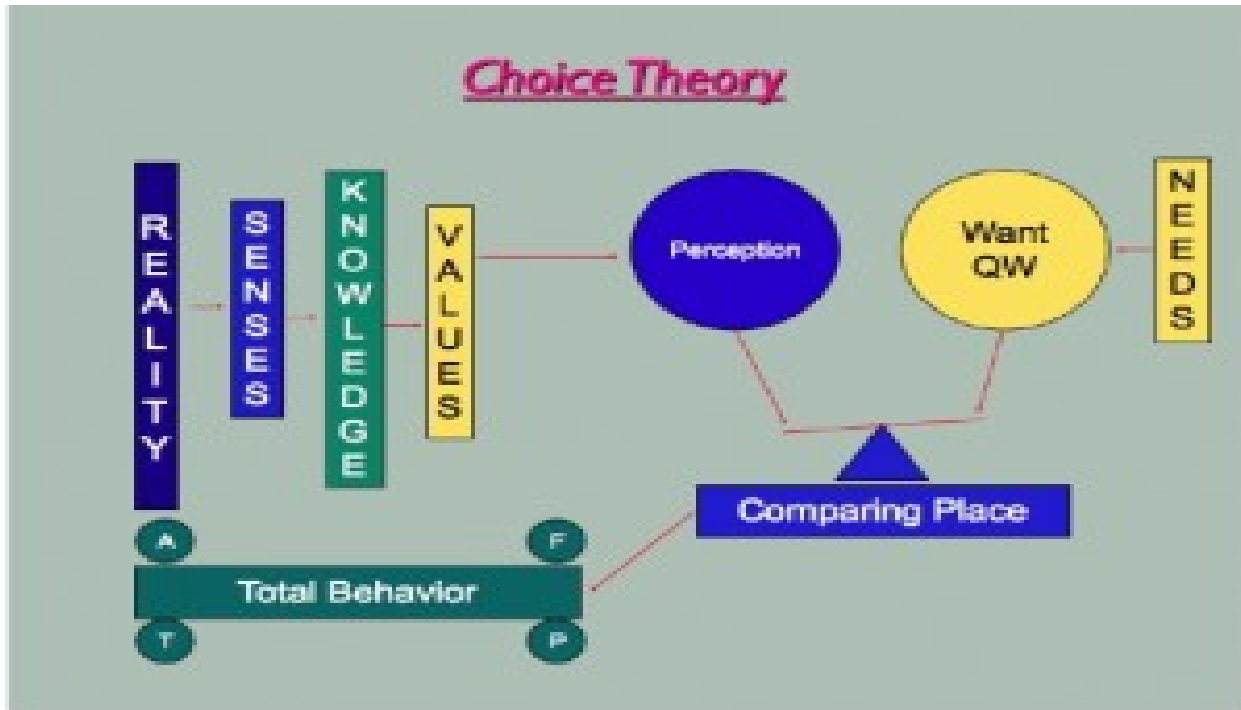 Choice Theory
REALITY
SENSES
KNOWLEDGE
VALUES
Perception
Want
QW
NEEDS
Comparing Place
A
F
Total Behavior
T
P